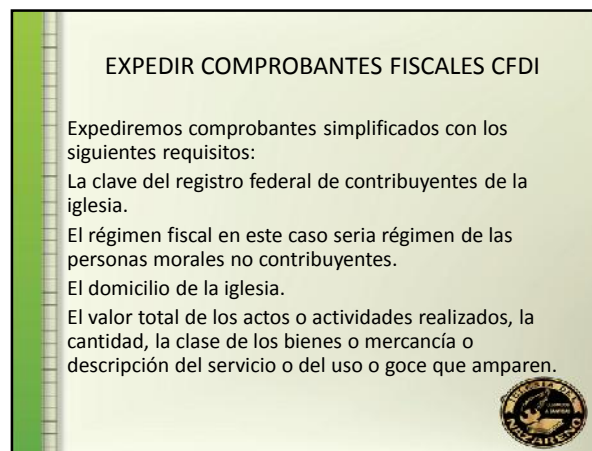 EXPEDIR COMPROBANTES FISCALES CFDI
Expediremos comprobantes simplificados con los
siguientes requisitos:
La clave del registro federal de contribuyentes de la
iglesia.
El régimen fiscal en este caso seria régimen de las
personas morales no contribuyentes.
El domicilio de la iglesia.
El valor total de los actos o actividades realizados, la
cantidad, la clase de los bienes o mercancía o
descripción del servicio o del uso o goce que amparen.
IGLESIA DEL
NAZARENO